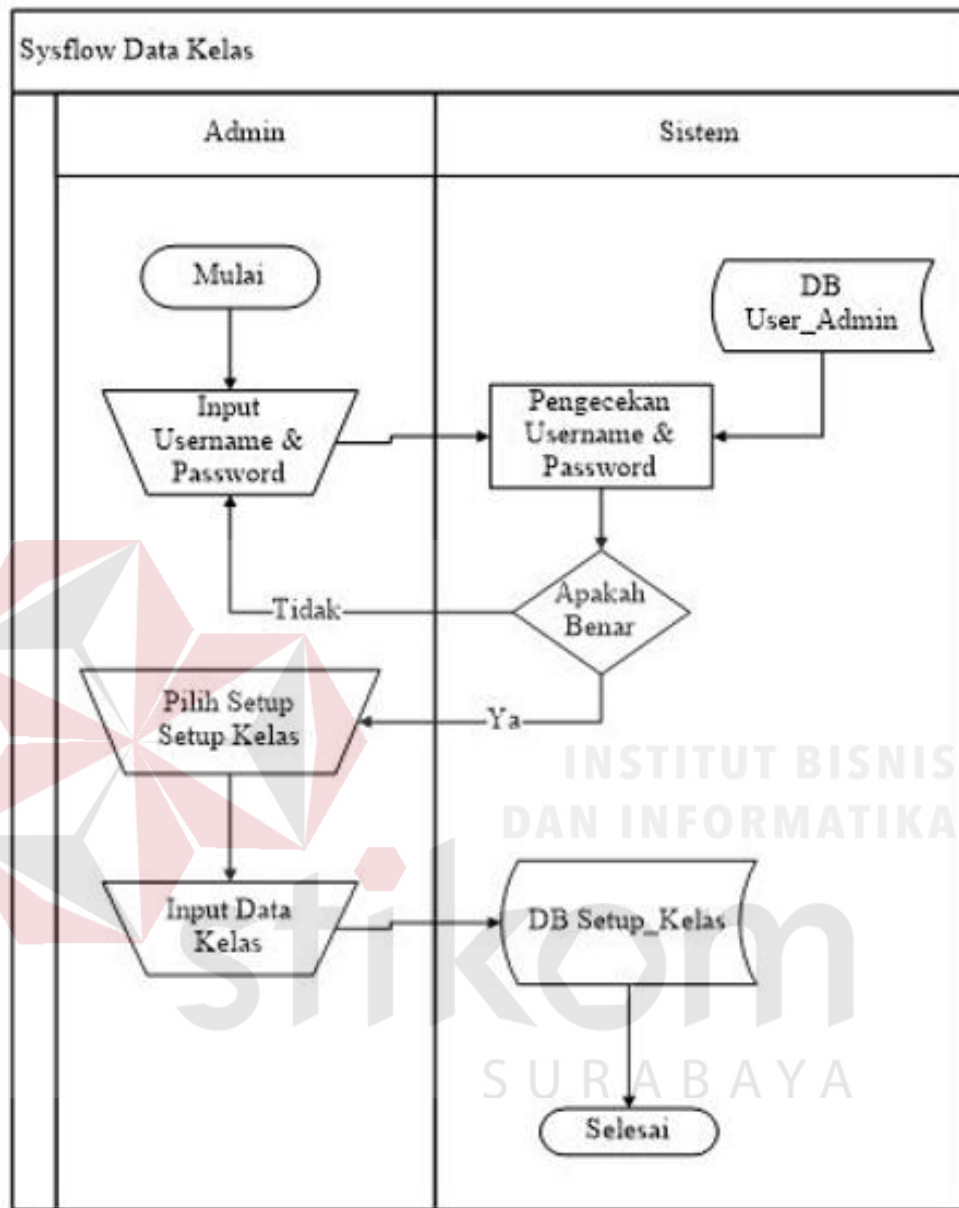 Sysflow Data Kelas
Admin
Sistem
Mulai
DB
User_Admin
Input
Username &
Password
Pengecekan
Username &
Password
Apakah
Benar
Tidak
Pilih Setup
Setup Kelas
Ya
INSTITUT BISNIS
DAN INFORMATIKA
Input Data
Kelas
DB Setup_Kelas
stikom
SURABAYA
Selesai